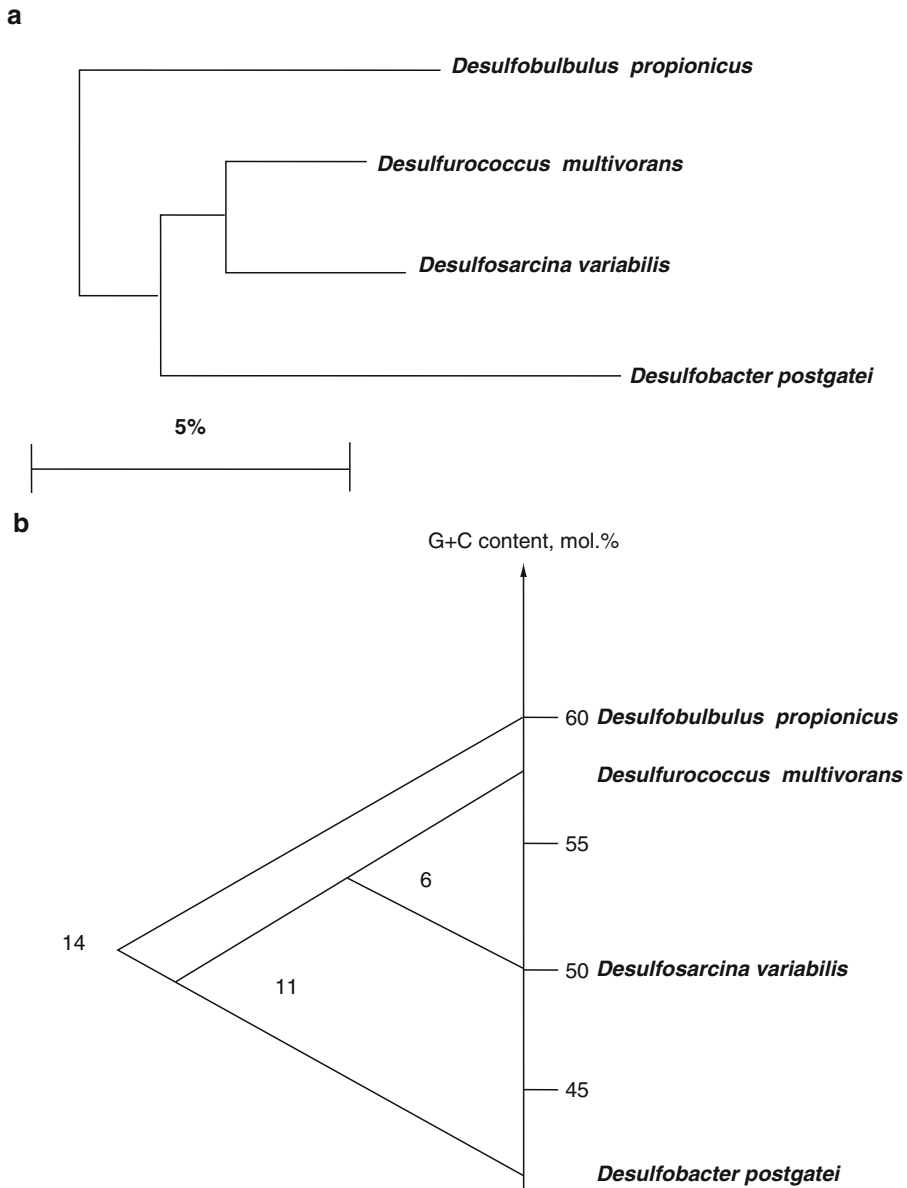 a
Desulfobulbulus propionicus
Desulfurococcus multivorans
Desulfosarcina variabilis
Desulfobacter postgatei
5%
b
G+C content, mol.%
60 Desulfobulbulus propionicus
Desulfurococcus multivorans
55
6
14
50 Desulfosarcina variabilis
11
45
Desulfobacter postgatei